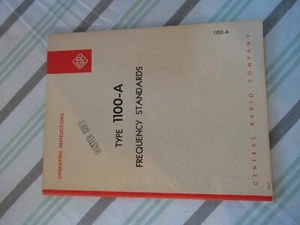 1100-A
OPERATING INSTRUCTIONS
TYPE 1100-A
FREQUENCY STANDARDS
GENERAL RADIO COMPANY